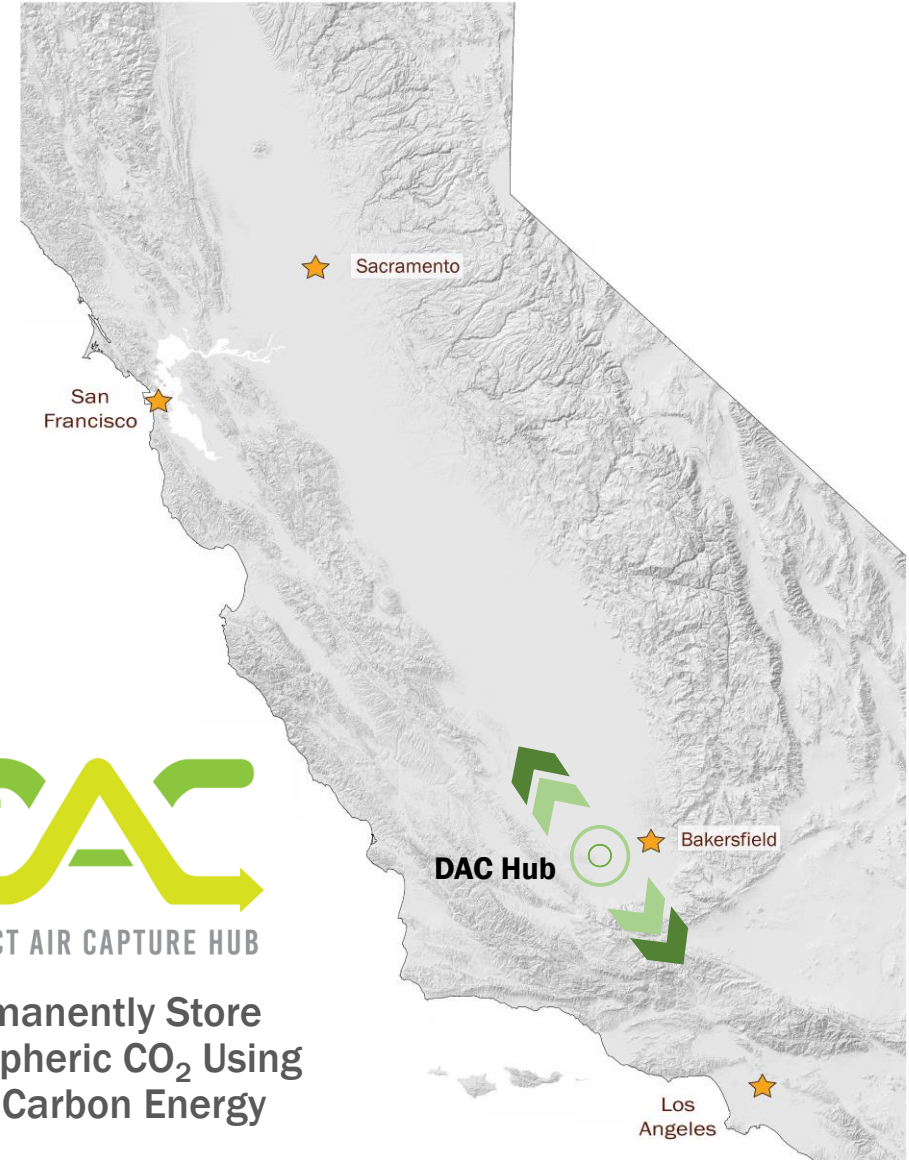 Sacramento
San
Francisco
Bakersfield
DAC Hub
AC
CT AIR CAPTURE HUB
manently Store
pheric CO₂ Using
Carbon Energy
Los
Angeles